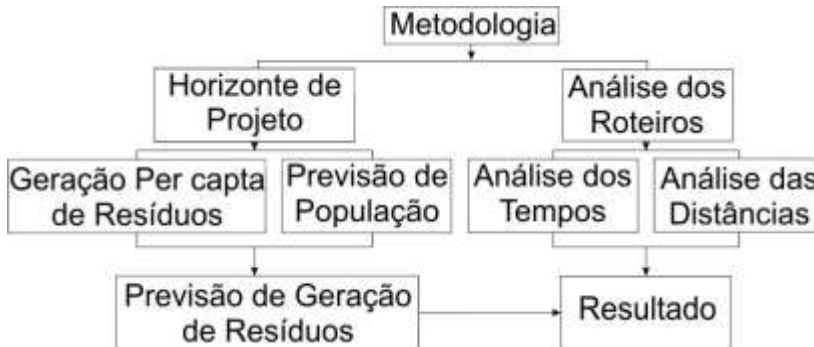 Metodologia
Horizonte de
Projeto
Análise dos
Roteiros
Geração Per capta
de Resíduos
Previsão de
População
Análise dos
Tempos
Análise das
Distâncias
Previsão de Geração
de Resíduos
Resultado